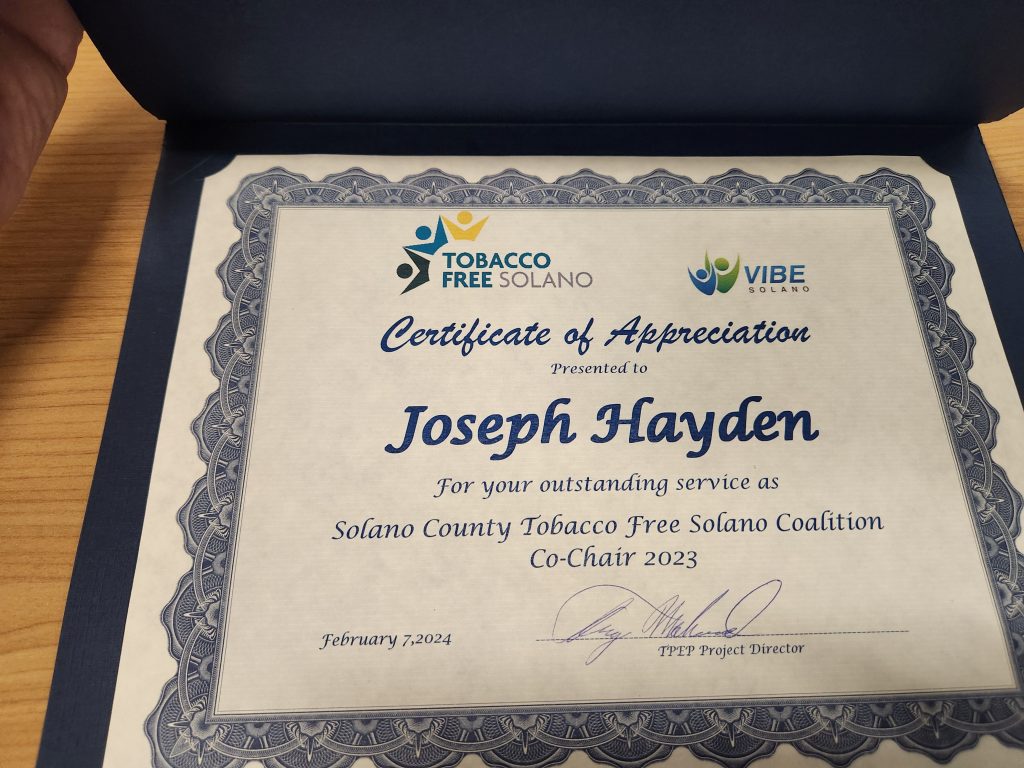 TOBACCO
FREE SOLANO
VIBE
SOLANO
Certificate of Appreciation
Presented to
Joseph Hayden
For your outstanding service as
Solano County Tobacco Free Solano Coalition
Co-Chair 2023
February 7,2024
TPEP Project Director